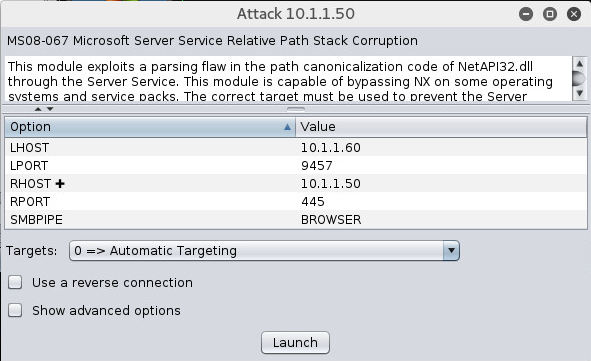 Attack 10.1.1.50
MS08-067 Microsoft Server Service Relative Path Stack Corruption
This module exploits a parsing flaw in the path canonicalization code of NetAPI32.dll
through the Server Service. This module is capable of bypassing NX on some operating
systems and service packs. The correct target must be used to prevent the Server
Option Value
LHOST 10.1.1.60
LPORT 9457
RHOST ✚ 10.1.1.50
RPORT 445
SMBPIPE BROWSER
Targets: 0 => Automatic Targeting
Use a reverse connection
Show advanced options
Launch